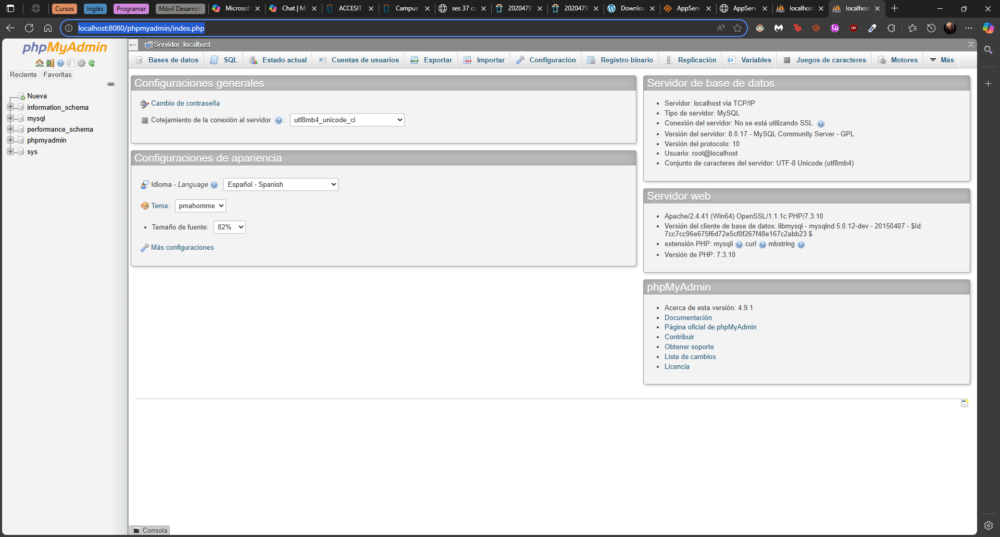 Cursos
Inglés
Programar
Móvil Desarroll
Microsof
Chat | M
ACCESIT
Campus
ses 37 c
2020479
2020479
Downloa
AppServ
AppServ
localhost
localhost
localhost:8080/phpmyadmin/index.php
phpMyAdmin
Reciente
Favoritas
Nueva
information_schema
mysql
performance_schema
phpmyadmin
sys
Servidor: localhost
Bases de datos
SQL
Estado actual
Cuentas de usuarios
Exportar
Importar
Configuración
Registro binario
Replicación
Variables
Juegos de caracteres
Motores
Más
Configuraciones generales
Cambio de contraseña
Cotejamiento de la conexión al servidor : utf8mb4_unicode_ci
Configuraciones de apariencia
Idioma - Language Español - Spanish
Tema: pmahomme
• Tamaño de fuente: 82%
Más configuraciones
Servidor de base de datos
• Servidor: localhost via TCP/IP
• Tipo de servidor: MySQL
• Conexión del servidor: No se está utilizando SSL
• Versión del servidor: 8.0.17 - MySQL Community Server - GPL
• Versión del protocolo: 10
• Usuario: root@localhost
• Conjunto de caracteres del servidor: UTF-8 Unicode (utf8mb4)
Servidor web
• Apache/2.4.41 (Win64) OpenSSL/1.1.1c PHP/7.3.10
• Versión del cliente de base de datos: libmysql - mysqlnd 5.0.12-dev - 20150407 - $Id:
7cc7cc96e675f6d72e5cf0f267f48e167c2abb23 $
• extensión PHP: mysqli curl mbstring
• Versión de PHP: 7.3.10
phpMyAdmin
• Acerca de esta versión: 4.9.1
• Documentación
• Página oficial de phpMyAdmin
• Contribuir
• Obtener soporte
• Lista de cambios
• Licencia
Consola